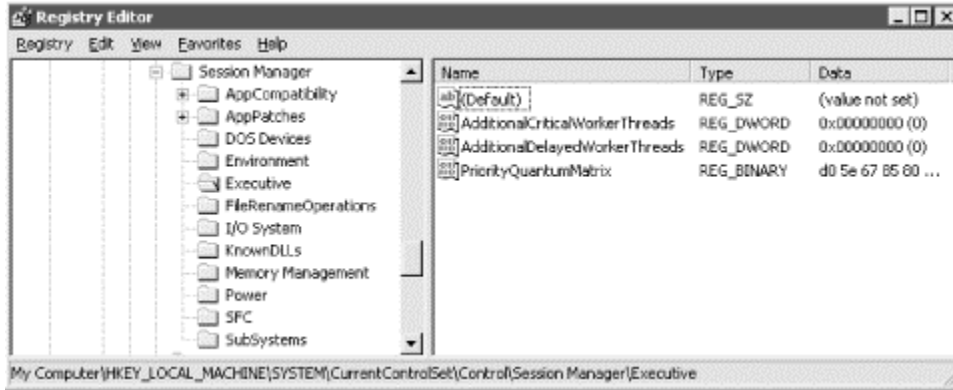 Registry Editor
Registry Edit View Favorites Help
Session Manager
AppCompatibility
AppPatches
DOS Devices
Environment
Executive
FileRenameOperations
I/O System
KnownDLLs
Memory Management
Power
SFC
SubSystems
Name Type Data
(Default) REG_SZ (value not set)
AdditionalCriticalWorkerThreads REG_DWORD 0x00000000 (0)
AdditionalDelayedWorkerThreads REG_DWORD 0x00000000 (0)
PriorityQuantumMatrix REG_BINARY d0 5e 67 85 80 ...
My Computer\HKEY_LOCAL_MACHINE\SYSTEM\CurrentControlSet\Control\Session Manager\Executive